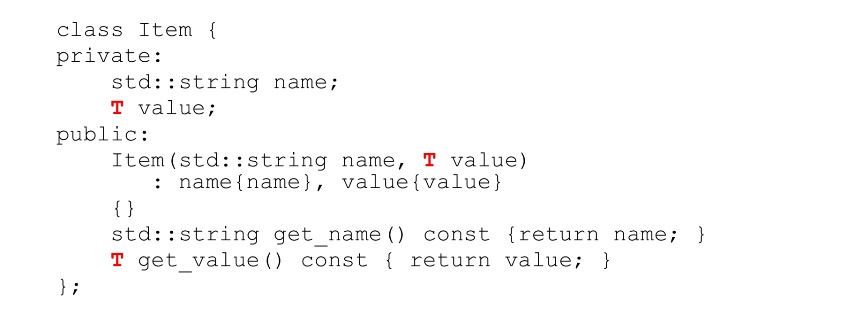 class Item {
private:
    std::string name;
    T value;
public:
    Item(std::string name, T value)
       : name{name}, value{value}
    {}
    std::string get_name() const {return name; }
    T get_value() const { return value; }
};